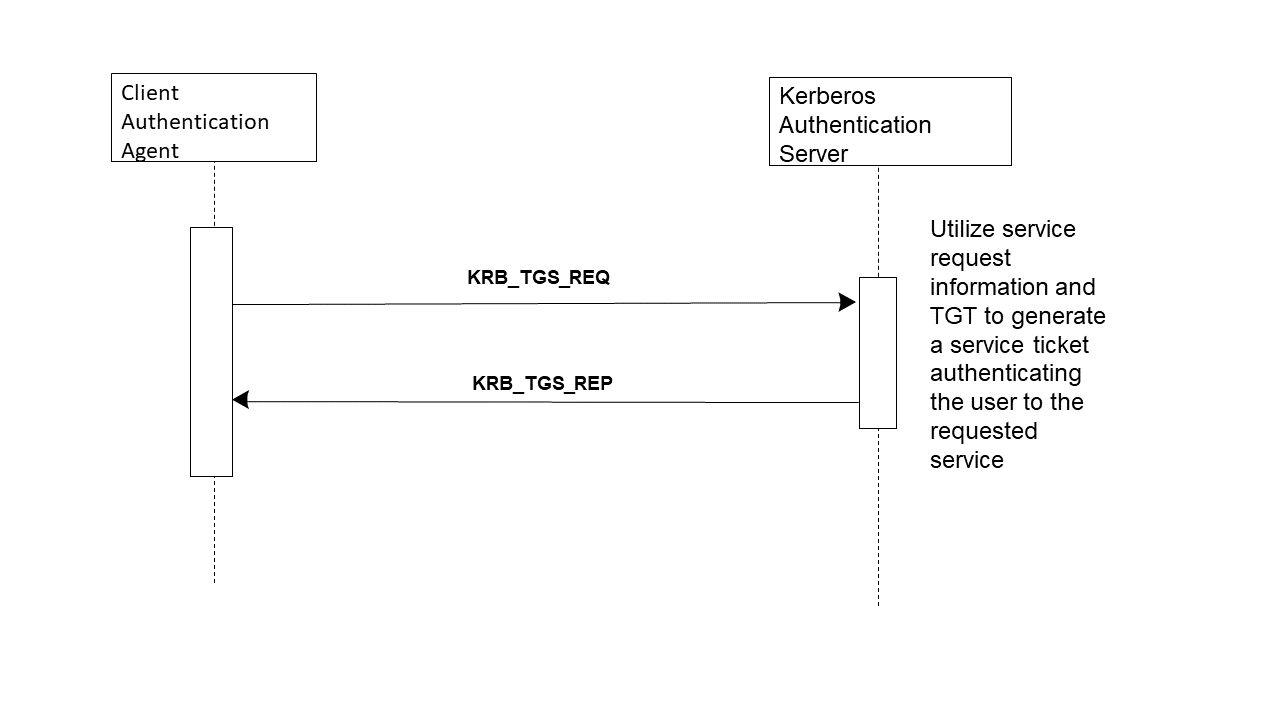 Client
Authentication
Agent
Kerberos
Authentication
Server
KRB_TGS_REQ
KRB_TGS_REP
Utilize service
request
information and
TGT to generate
a service ticket
authenticating
the user to the
requested
service